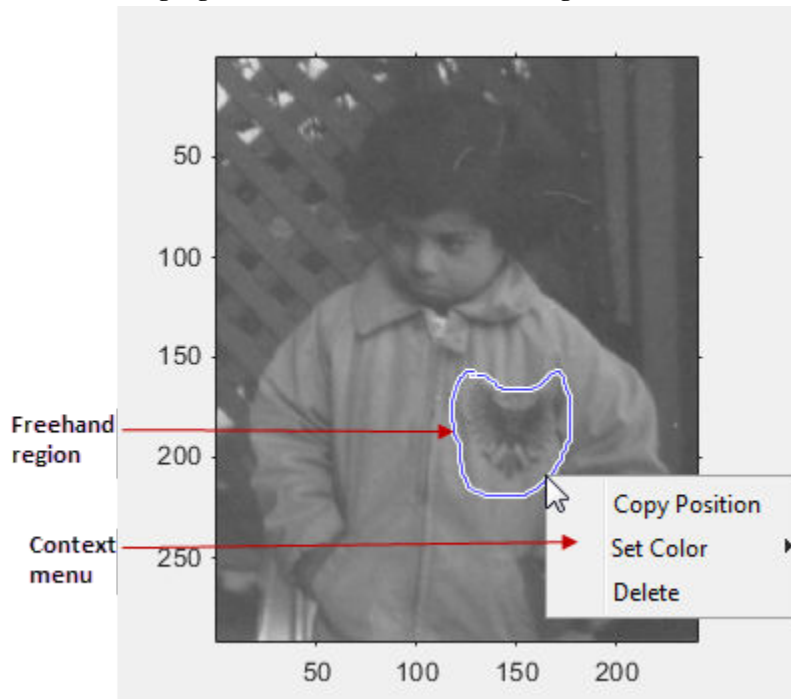 50
100
150
Freehand
region
200
Copy Position
Context
menu
Set Color
250
Delete
50 100 150 200